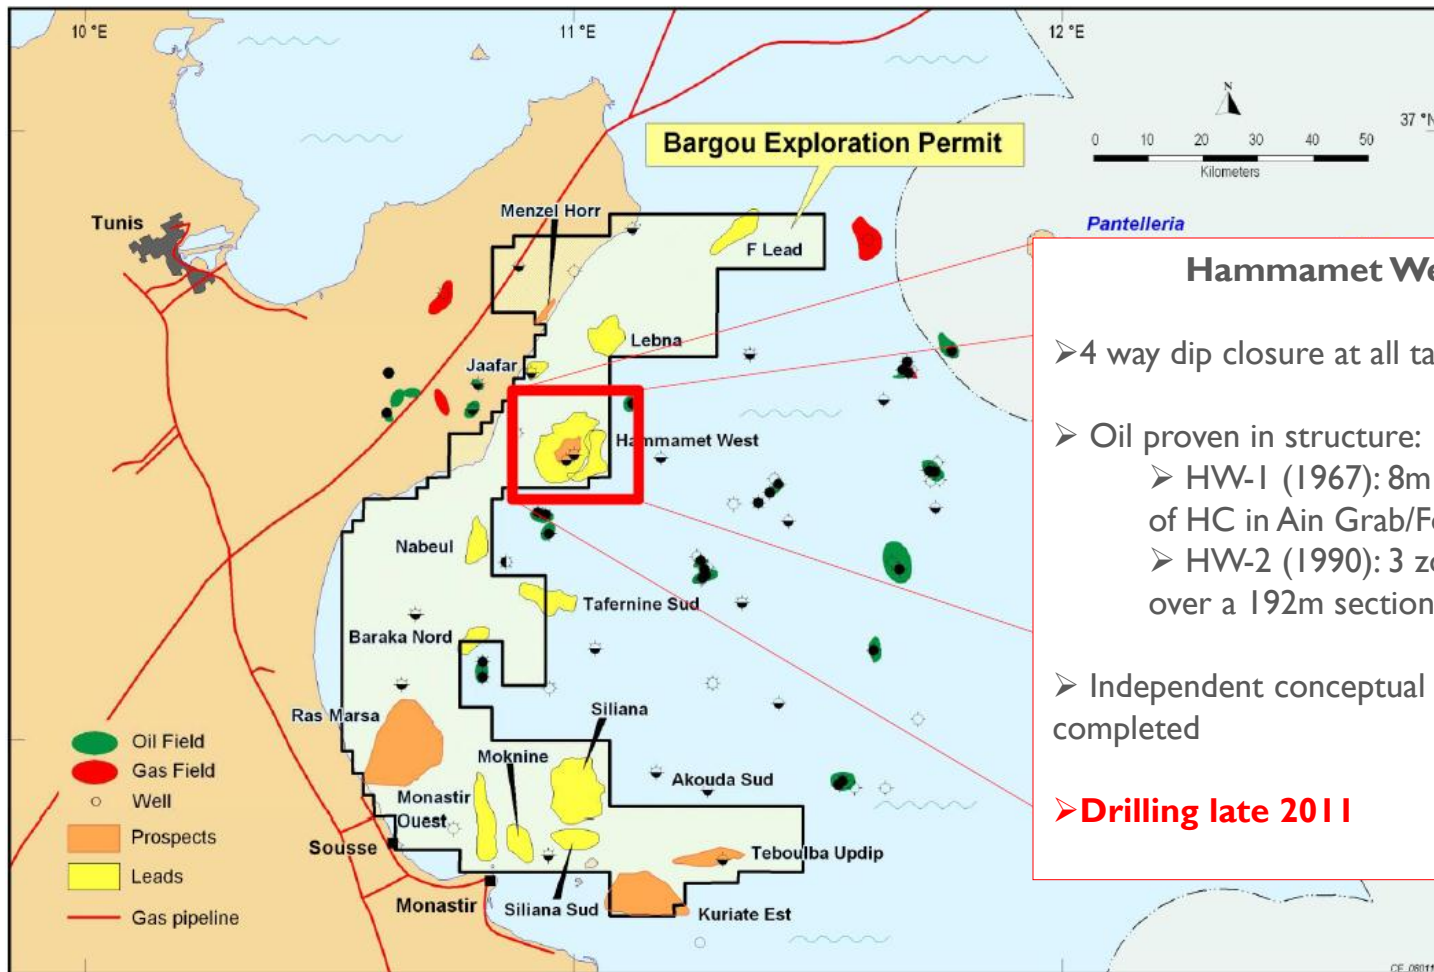 10 °E
11 °E
12 °E
37 °N
N
0 10 20 30 40 50
Kilometers
Bargou Exploration Permit
Tunis
Menzel Horr
F Lead
Pantelleria
Lebna
Jaafar
Hammamet West
Nabeul
Tafernine Sud
Baraka Nord
Ras Marsa
Siliana
Moknine
Akouda Sud
Monastir
Ouest
Sousse
Teboulba Updip
Monastir
Siliana Sud
Kuriate Est
Oil Field
Gas Field
Well
Prospects
Leads
Gas pipeline
Hammamet We
➢4 way dip closure at all ta
➢ Oil proven in structure:
➢ HW-1 (1967): 8m
of HC in Ain Grab/Fo
➢ HW-2 (1990): 3 zo
over a 192m section
➢ Independent conceptual
completed
➢Drilling late 2011